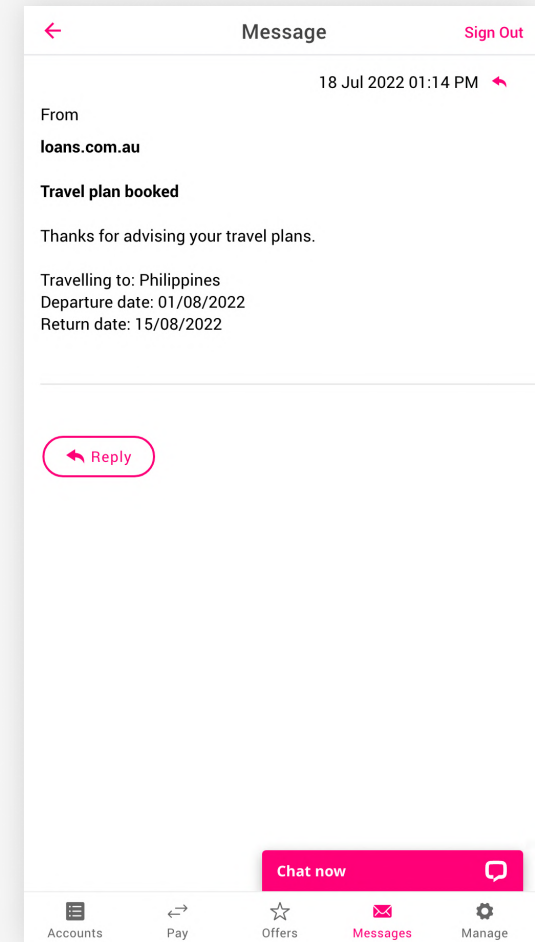 Message
Sign Out
18 Jul 2022 01:14 PM
From
loans.com.au
Travel plan booked
Thanks for advising your travel plans.
Travelling to: Philippines
Departure date: 01/08/2022
Return date: 15/08/2022
Reply
Chat now
Accounts
Pay
Offers
Messages
Manage